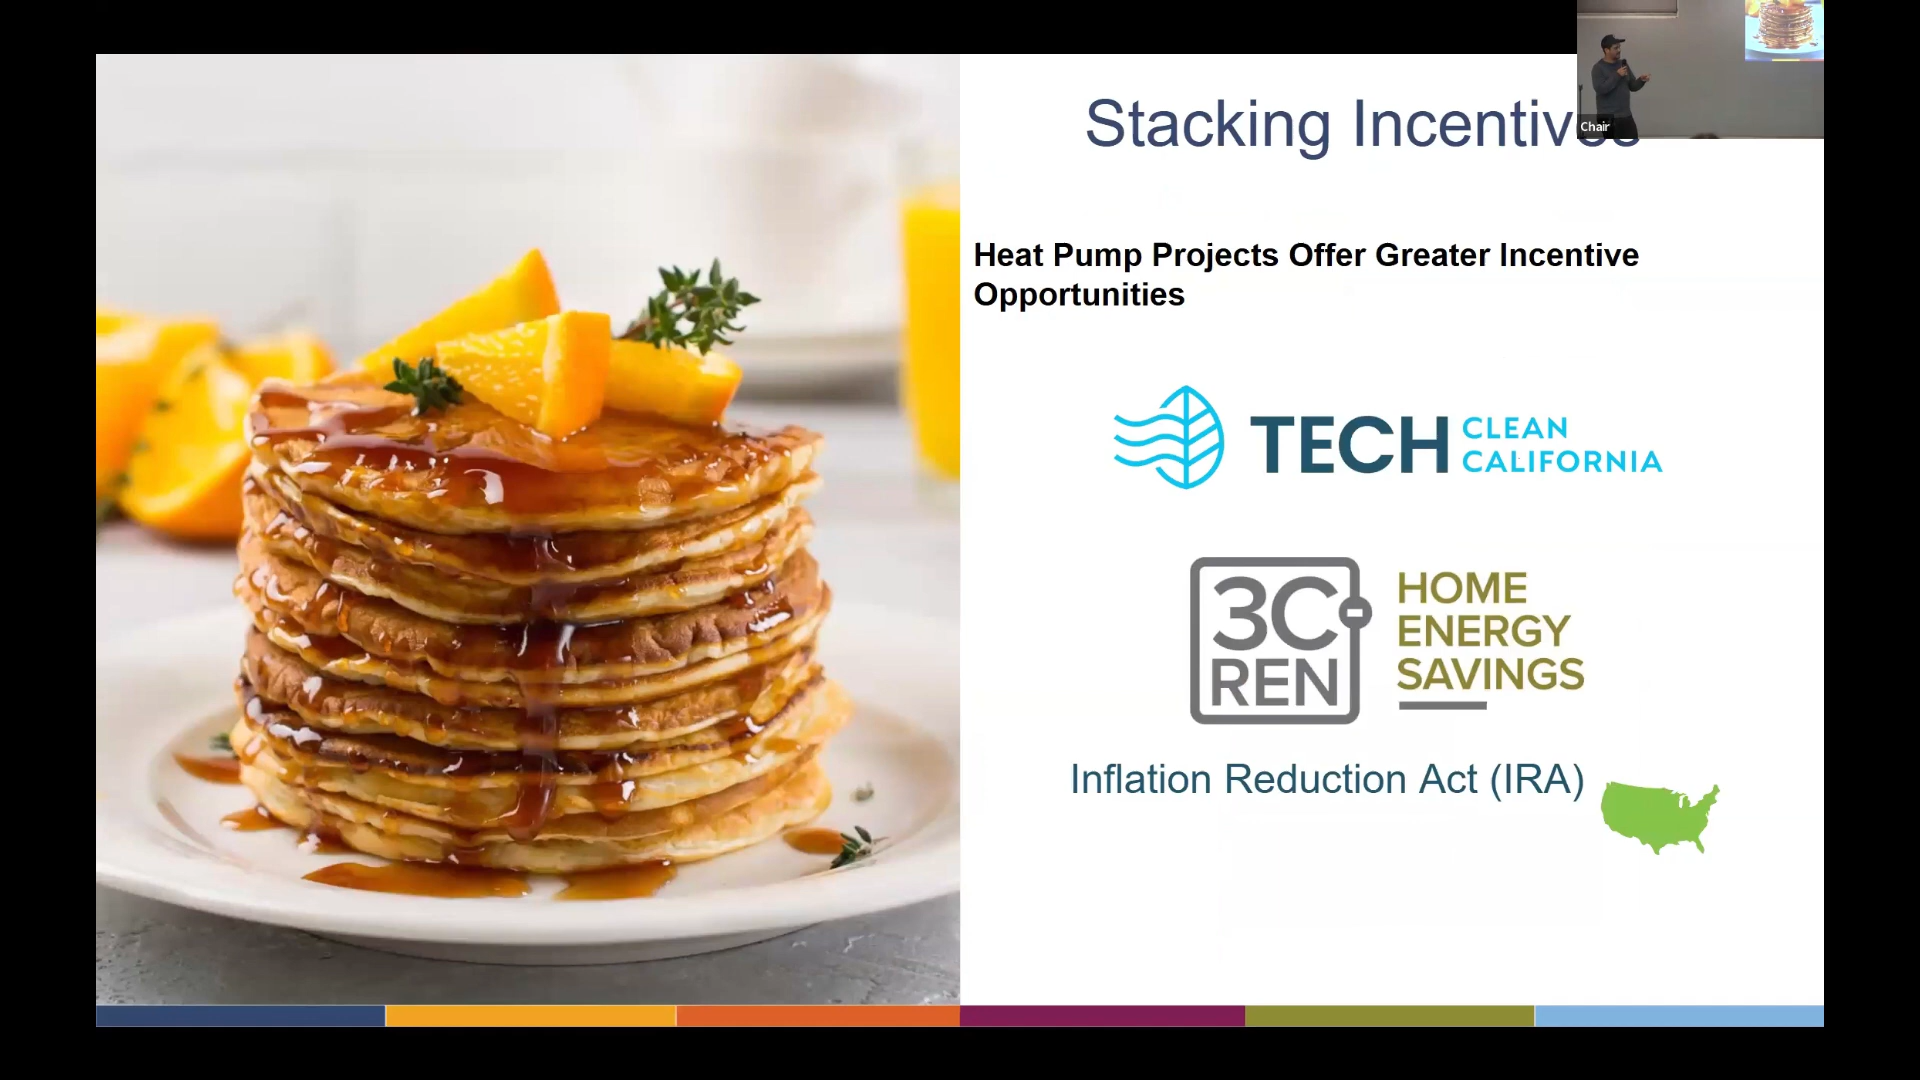 Stacking Incentives
Chair
Heat Pump Projects Offer Greater Incentive
Opportunities
TECH CLEAN
CALIFORNIA
3C
REN
HOME
ENERGY
SAVINGS
Inflation Reduction Act (IRA)